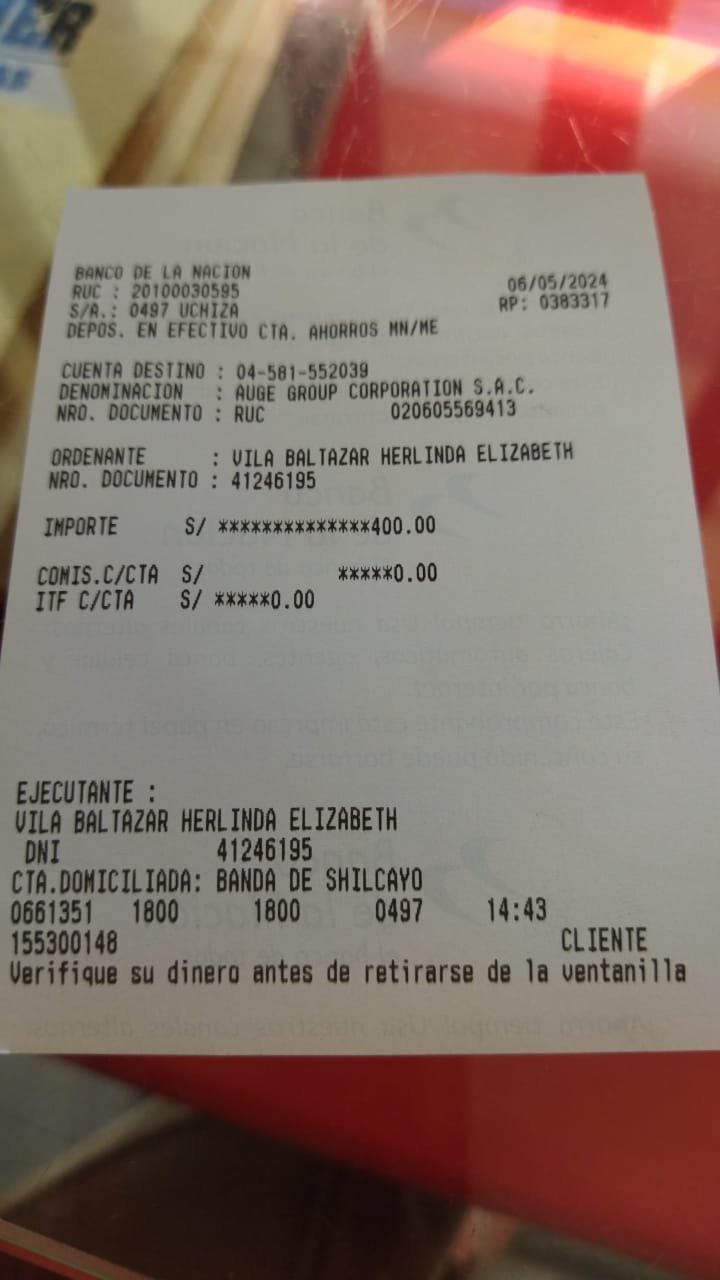 BANCO DE LA NACION
RUC : 20100030595 06/05/2024
S/A.: 0497 UCHIZA RP: 0383317
DEPOS. EN EFECTIVO CTA. AHORROS MN/ME
CUENTA DESTINO : 04-581-552039
DENOMINACION : AUGE GROUP CORPORATION S.A.C.
NRO. DOCUMENTO : RUC 020605569413
ORDENANTE : VILA BALTAZAR HERLINDA ELIZABETH
NRO. DOCUMENTO : 41246195
IMPORTE S/ **************400.00
COMIS.C/CTA S/ *****0.00
ITF C/CTA S/ *****0.00
EJECUTANTE :
VILA BALTAZAR HERLINDA ELIZABETH
DNI 41246195
CTA.DOMICILIADA: BANDA DE SHILCAYO
0661351 1800 1800 0497 14:43
155300148 CLIENTE
Verifique su dinero antes de retirarse de la ventanilla